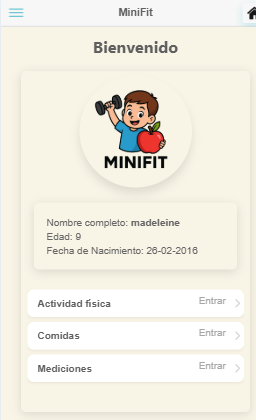 MiniFit
Bienvenido
MINIFIT
Nombre completo: madeleine
Edad: 9
Fecha de Nacimiento: 26-02-2016
Actividad física Entrar
Comidas Entrar
Mediciones Entrar